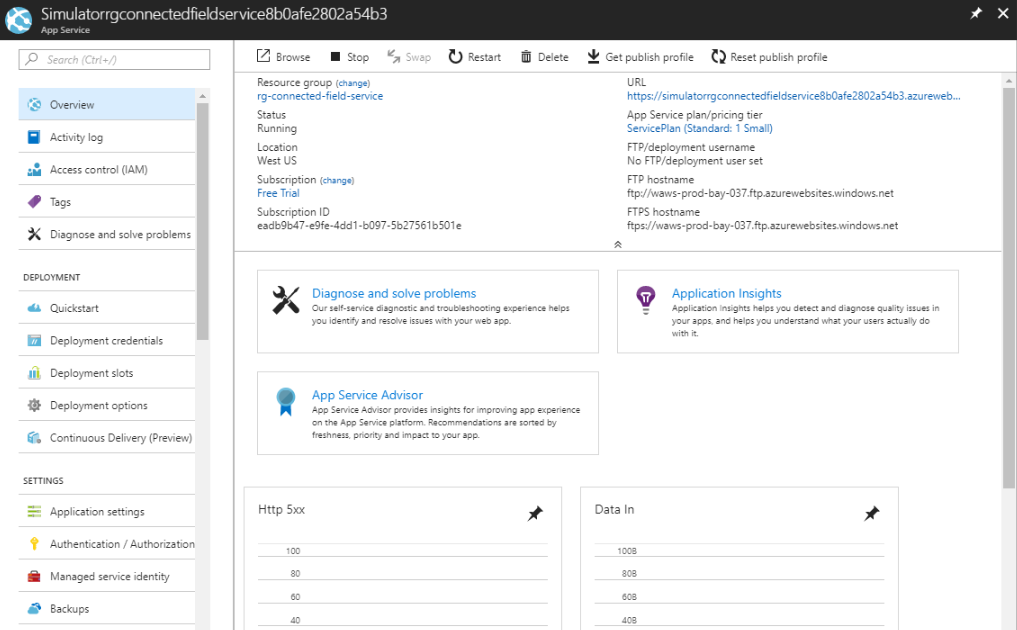 Simulatorrgconnectedfieldservice8b0afe2802a54b3
App Service
Search (Ctrl+/)
Overview
Activity log
Access control (IAM)
Tags
Diagnose and solve problems
DEPLOYMENT
Quickstart
Deployment credentials
Deployment slots
Deployment options
Continuous Delivery (Preview)
SETTINGS
Application settings
Authentication / Authorization
Managed service identity
Backups
Browse
Stop
Swap
Restart
Delete
Get publish profile
Reset publish profile
Resource group (change)
rg-connected-field-service
Status
Running
Location
West US
Subscription (change)
Free Trial
Subscription ID
eadb9b47-e9fe-4dd1-b097-5b27561b501e
URL
https://simulatorrgconnectedfieldservice8b0afe2802a54b3.azureweb...
App Service plan/pricing tier
ServicePlan (Standard: 1 Small)
FTP/deployment username
No FTP/deployment user set
FTP hostname
ftp://waws-prod-bay-037.ftp.azurewebsites.windows.net
FTPS hostname
ftps://waws-prod-bay-037.ftp.azurewebsites.windows.net
Diagnose and solve problems
Our self-service diagnostic and troubleshooting experience helps
you identify and resolve issues with your web app.
Application Insights
Application Insights helps you detect and diagnose quality issues in
your apps, and helps you understand what your users actually do
with it.
App Service Advisor
App Service Advisor provides insights for improving app experience
on the App Service platform. Recommendations are sorted by
freshness, priority and impact to your app.
Http 5xx
100
80
60
40
Data In
100B
80B
60B
40B